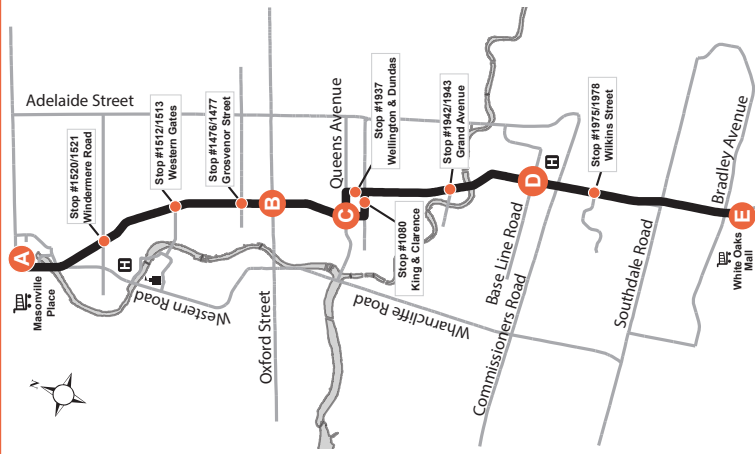 A
Masonville
Place
N
Adelaide Street
Stop #1520/1521
Windermere Road
Stop #1512/1513
Western Gates
Stop #1476/1477
Grosvenor Street
H
Western Road
Oxford Street
B
Queens Avenue
C
Stop #1937
Wellington & Dundas
Stop #1080
King & Clarence
Wharncliffe Road
Stop #1942/1943
Grand Avenue
Base Line Road
D
H
Commissioners Road
Stop #1975/1978
Wilkins Street
Southdale Road
Bradley Avenue
E
White Oaks
Mall